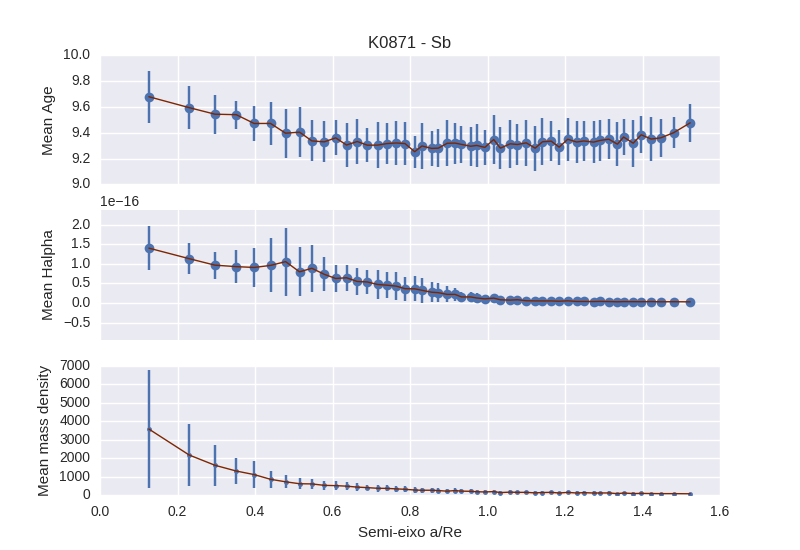 K0871 - Sb
10.0
9.8
9.6
9.4
9.2
9.0
Mean Age
1e−16
2.0
1.5
1.0
0.5
0.0
−0.5
Mean Halpha
7000
6000
5000
4000
3000
2000
1000
0
Mean mass density
0.0 0.2 0.4 0.6 0.8 1.0 1.2 1.4 1.6
Semi-eixo a/Re